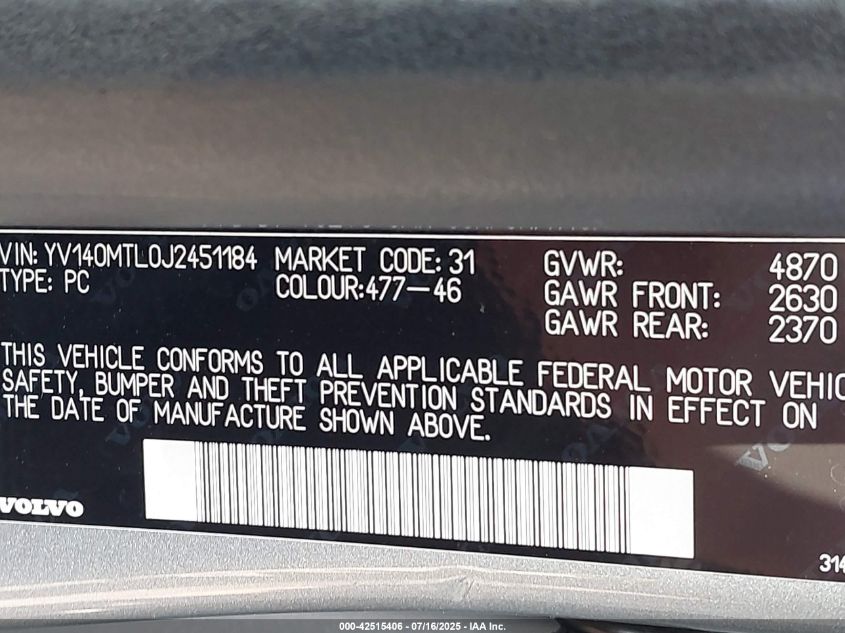 VIN: YV140MTL0J2451184 MARKET CODE: 31 GVWR: 4870
TYPE: PC COLOUR:477-46 GAWR FRONT: 2630
GAWR REAR: 2370
THIS VEHICLE CONFORMS TO ALL APPLICABLE FEDERAL MOTOR VEHIC
SAFETY, BUMPER AND THEFT PREVENTION STANDARDS IN EFFECT ON
THE DATE OF MANUFACTURE SHOWN ABOVE.
VOLVO
314
000-42515406 - 07/16/2025 - IAA Inc.